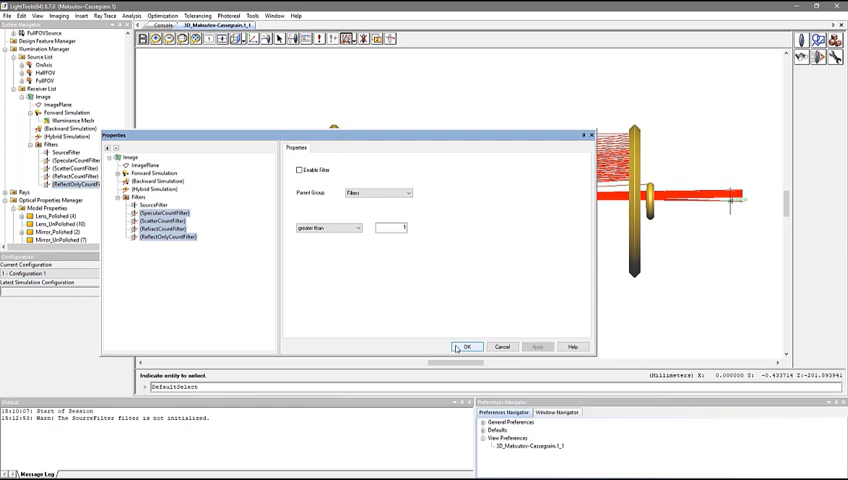 LightTools(64) 8.7.0 - [3D_Maksutov-Cassegrain.1_1]
File Edit View Imaging Insert Ray Trace Analysis Optimization Tolerancing Photoreal Tools Window Help
System Navigator
Console 3D_Maksutov-Cassegrain.1_1
FullFOVSource
Design Feature Manager
Illumination Manager
Source List
OnAxis
HalfFOV
FullFOV
Receiver List
Image
ImagePlane
Forward Simulation
Illuminance Mesh
(Backward Simulation)
(Hybrid Simulation)
Filters
SourceFilter
(SpecularCountFilter)
(ScatterCountFilter)
(RefractCountFilter)
(ReflectOnlyCountFi
Rays
Optical Properties Manager
Model Properties
Lens_Polished (4)
Lens_UnPolished (10)
Mirror_Polished (2)
Mirror_UnPolished (7)
Configuration
Current Configuration
1 - Configuration 1
Latest Simulation Configuration
Properties
Image
ImagePlane
Forward Simulation
(Backward Simulation)
(Hybrid Simulation)
Filters
SourceFilter
(SpecularCountFilter)
(ScatterCountFilter)
(RefractCountFilter)
(ReflectOnlyCountFilter)
Properties
Enable Filter
Parent Group: Filters
greater than 1
OK Cancel Apply Help
Indicate entity to select. (Millimeters) X: 0.000000 Y: -0.433714 Z:-201.893941
DefaultSelect
Output
15:10:07: Start of Session
15:12:53: Warn: The SourceFilter filter is not initialized.
Message Log
Preferences Navigator
Preferences Navigator Window Navigator
General Preferences
Defaults
View Preferences
3D_Maksutov-Cassegrain.1_1